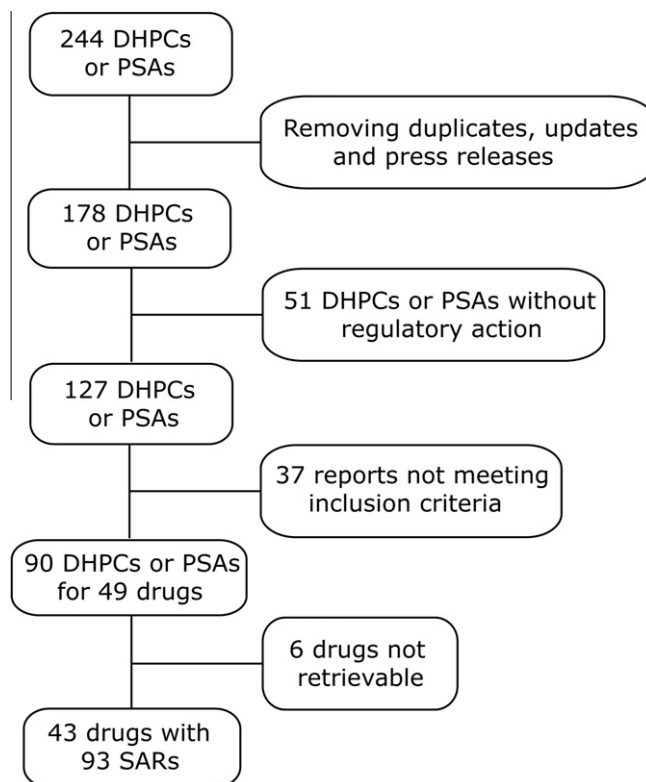 244 DHPCs
or PSAs
Removing duplicates, updates
and press releases
178 DHPCs
or PSAs
51 DHPCs or PSAs without
regulatory action
127 DHPCs
or PSAs
37 reports not meeting
inclusion criteria
90 DHPCs or PSAs
for 49 drugs
6 drugs not
retrievable
43 drugs with
93 SARs